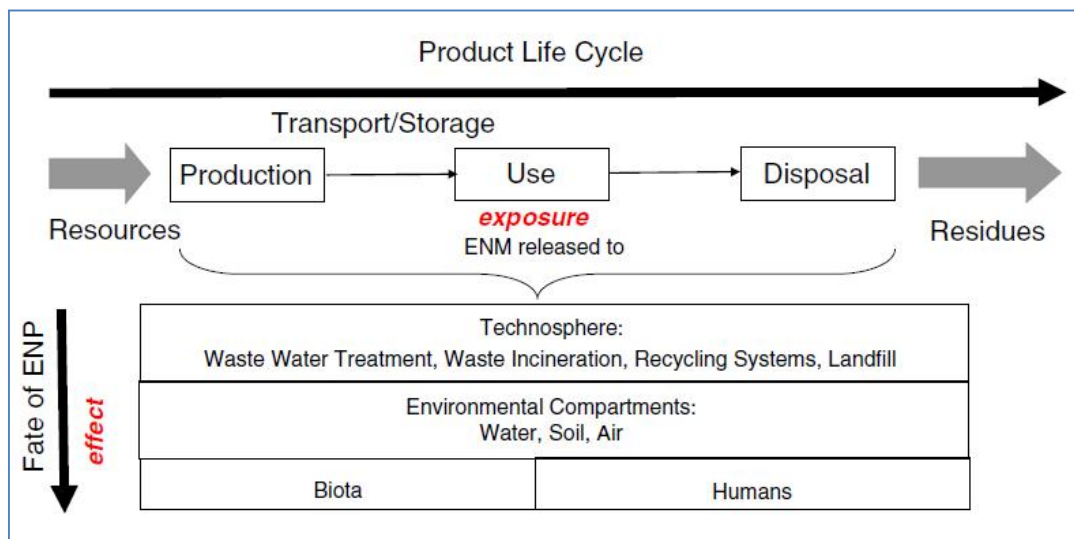 Product Life Cycle
Transport/Storage
Production
Use
Disposal
Resources
exposure
Residues
ENM released to
Fate of ENP
effect
Technosphere:
Waste Water Treatment, Waste Incineration, Recycling Systems, Landfill
Environmental Compartments:
Water, Soil, Air
Biota
Humans